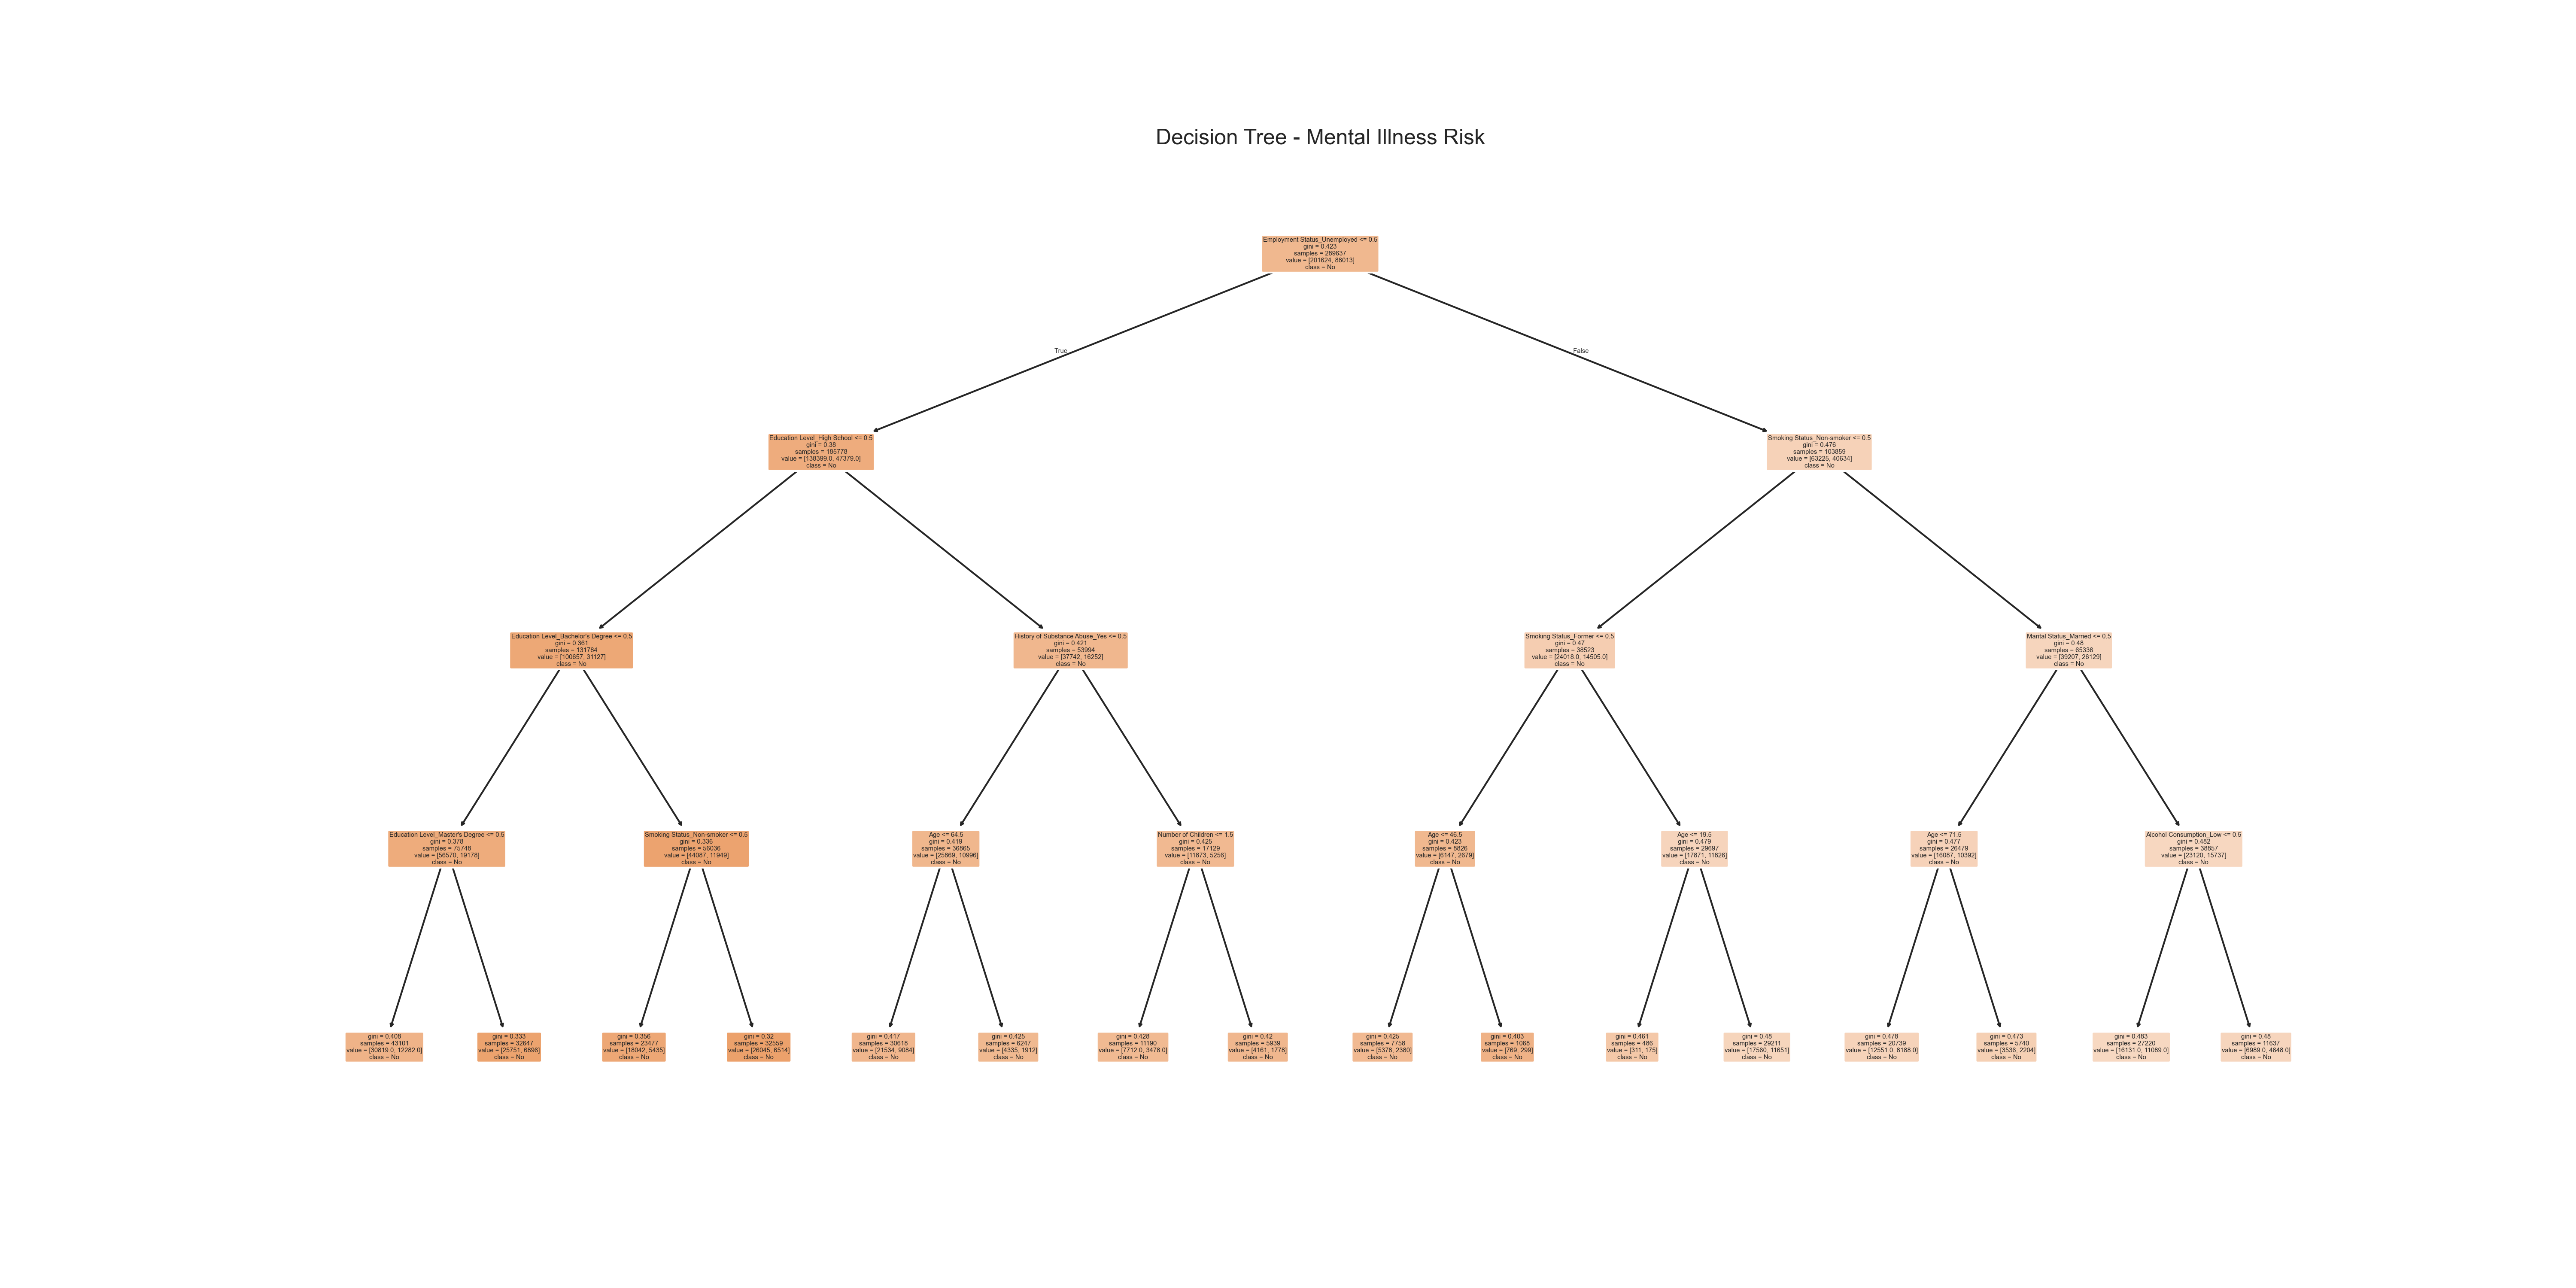 Decision Tree - Mental Illness Risk
Employment Status_Unemployed <= 0.5
gini = 0.423
samples = 289637
value = [201624, 88013]
class = No
True
False
Education Level_High School <= 0.5
gini = 0.38
samples = 185778
value = [138399.0, 47379.0]
class = No
Smoking Status_Non-smoker <= 0.5
gini = 0.476
samples = 103859
value = [63225, 40634]
class = No
Education Level_Bachelor's Degree <= 0.5
gini = 0.361
samples = 131784
value = [100657, 31127]
class = No
History of Substance Abuse_Yes <= 0.5
gini = 0.421
samples = 53994
value = [37742, 16252]
class = No
Smoking Status_Former <= 0.5
gini = 0.47
samples = 38523
value = [24018.0, 14505.0]
class = No
Marital Status_Married <= 0.5
gini = 0.48
samples = 65336
value = [39207, 26129]
class = No
Education Level_Master's Degree <= 0.5
gini = 0.378
samples = 75748
value = [56570, 19178]
class = No
Smoking Status_Non-smoker <= 0.5
gini = 0.336
samples = 56036
value = [44087, 11949]
class = No
Age <= 64.5
gini = 0.419
samples = 36865
value = [25869, 10996]
class = No
Number of Children <= 1.5
gini = 0.425
samples = 17129
value = [11873, 5256]
class = No
Age <= 46.5
gini = 0.423
samples = 8826
value = [6147, 2679]
class = No
Age <= 19.5
gini = 0.479
samples = 29697
value = [17871, 11826]
class = No
Age <= 71.5
gini = 0.477
samples = 26479
value = [16087, 10392]
class = No
Alcohol Consumption_Low <= 0.5
gini = 0.482
samples = 38857
value = [23120, 15737]
class = No
gini = 0.408
samples = 43101
value = [30819.0, 12282.0]
class = No
gini = 0.333
samples = 32647
value = [25751, 6896]
class = No
gini = 0.356
samples = 23477
value = [18042, 5435]
class = No
gini = 0.32
samples = 32559
value = [26045, 6514]
class = No
gini = 0.417
samples = 30618
value = [21534, 9084]
class = No
gini = 0.425
samples = 6247
value = [4335, 1912]
class = No
gini = 0.428
samples = 11190
value = [7712.0, 3478.0]
class = No
gini = 0.42
samples = 5939
value = [4161, 1778]
class = No
gini = 0.425
samples = 7758
value = [5378, 2380]
class = No
gini = 0.403
samples = 1068
value = [769, 299]
class = No
gini = 0.461
samples = 486
value = [311, 175]
class = No
gini = 0.48
samples = 29211
value = [17560, 11651]
class = No
gini = 0.478
samples = 20739
value = [12551.0, 8188.0]
class = No
gini = 0.473
samples = 5740
value = [3536, 2204]
class = No
gini = 0.483
samples = 27220
value = [16131.0, 11089.0]
class = No
gini = 0.48
samples = 11637
value = [6989.0, 4648.0]
class = No